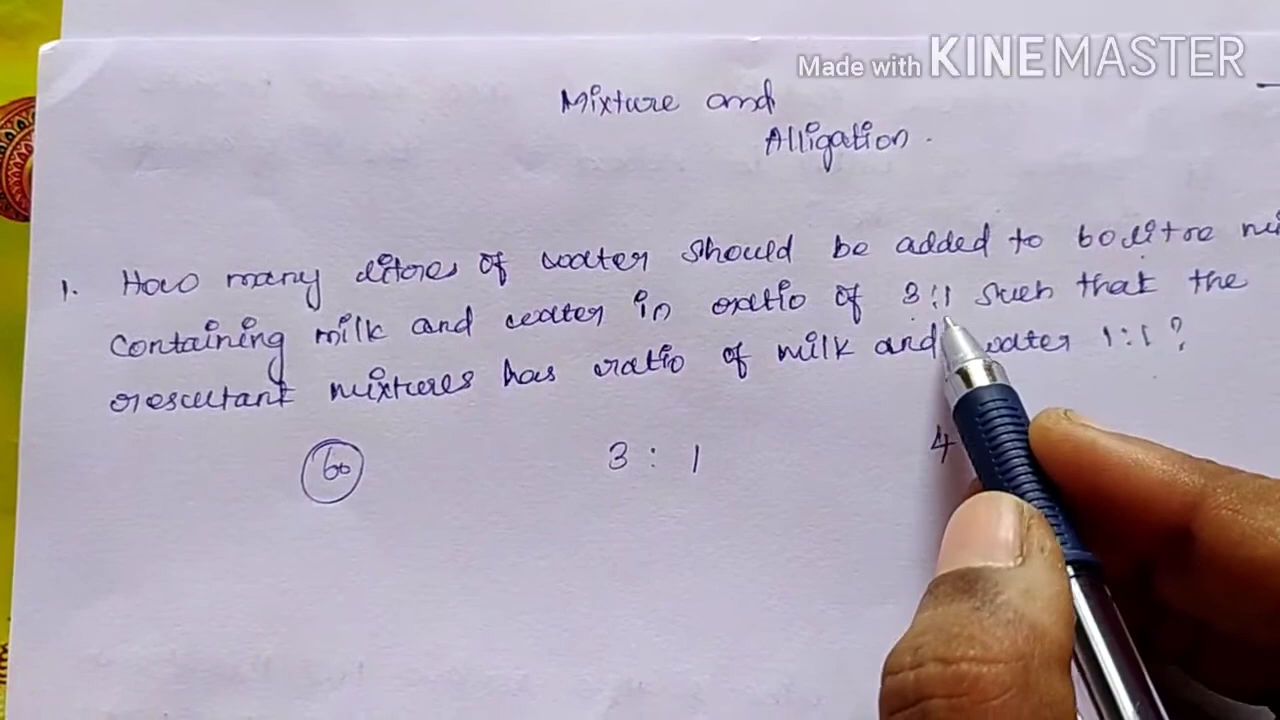 Made with KINEMASTER
Mixture and
Alligation.
1. How many litres of water should be added to 60 litre
containing milk and water in ratio of 3:1 such that the
resultant mixtures has ratio of milk and water 1:1?
60 3 : 1 4